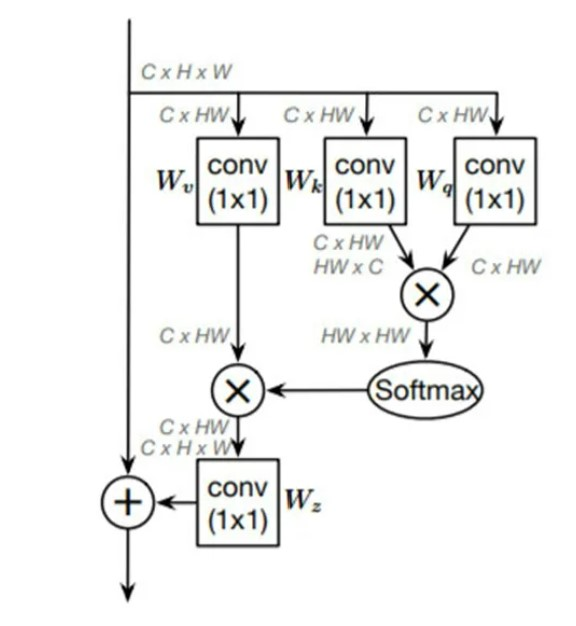 C x H x W
C x HW
C x HW
C x HW
W_v
conv
(1x1)
W_k
conv
(1x1)
W_q
conv
(1x1)
C x HW
HW x C
C x HW
×
C x HW
HW x HW
×
Softmax
C x HW
C x H x W
+
conv
(1x1)
W_z